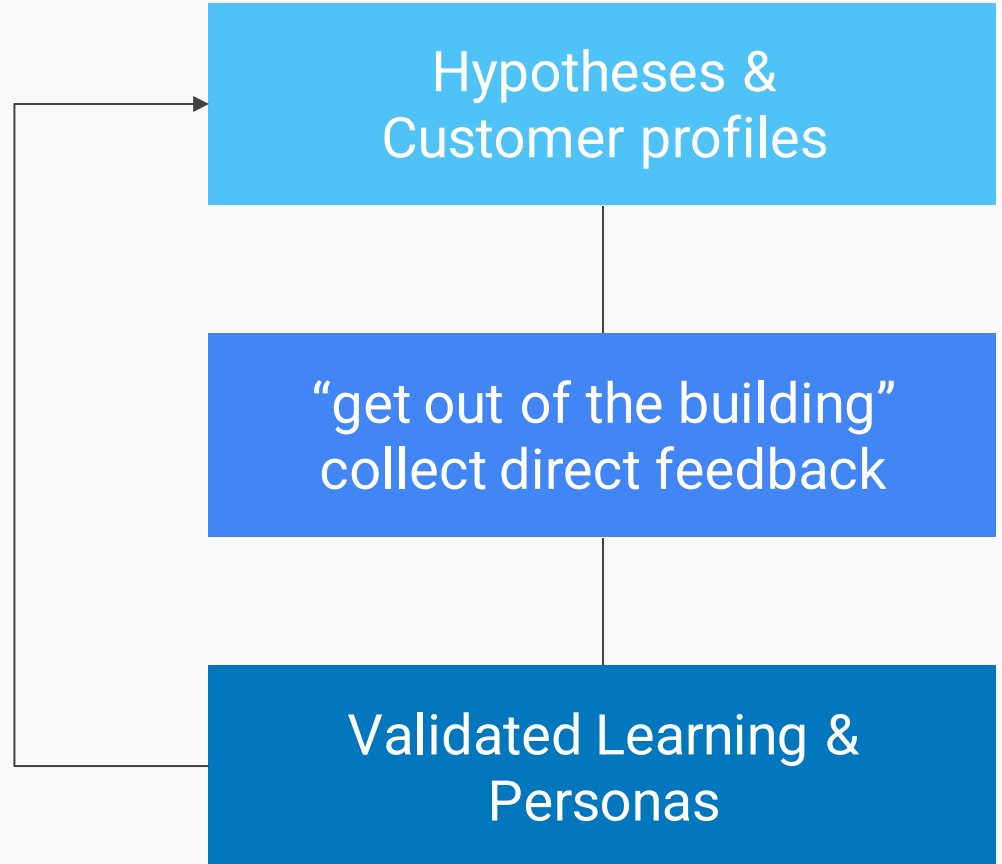 Hypotheses &
Customer profiles
“get out of the building”
collect direct feedback
Validated Learning &
Personas